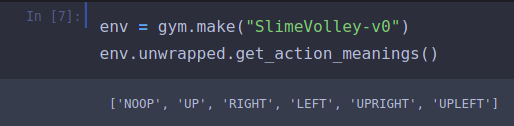 In [7]:
env = gym.make("SlimeVolley-v0")
env.unwrapped.get_action_meanings()
['NOOP', 'UP', 'RIGHT', 'LEFT', 'UPRIGHT', 'UPLEFT']